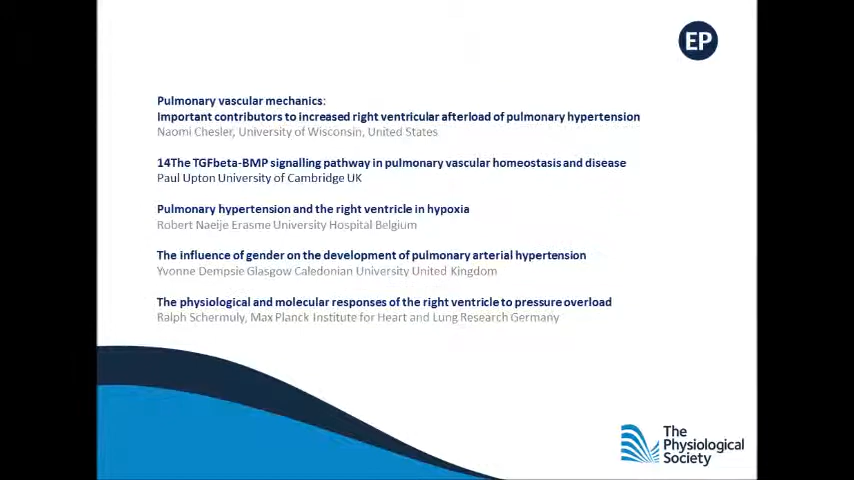 EP
Pulmonary vascular mechanics:
Important contributors to increased right ventricular afterload of pulmonary hypertension
Naomi Chesler, University of Wisconsin, United States
14The TGFbeta-BMP signalling pathway in pulmonary vascular homeostasis and disease
Paul Upton University of Cambridge UK
Pulmonary hypertension and the right ventricle in hypoxia
Robert Naeije Erasme University Hospital Belgium
The influence of gender on the development of pulmonary arterial hypertension
Yvonne Dempsie Glasgow Caledonian University United Kingdom
The physiological and molecular responses of the right ventricle to pressure overload
Ralph Schermuly, Max Planck Institute for Heart and Lung Research Germany
The
Physiological
Society